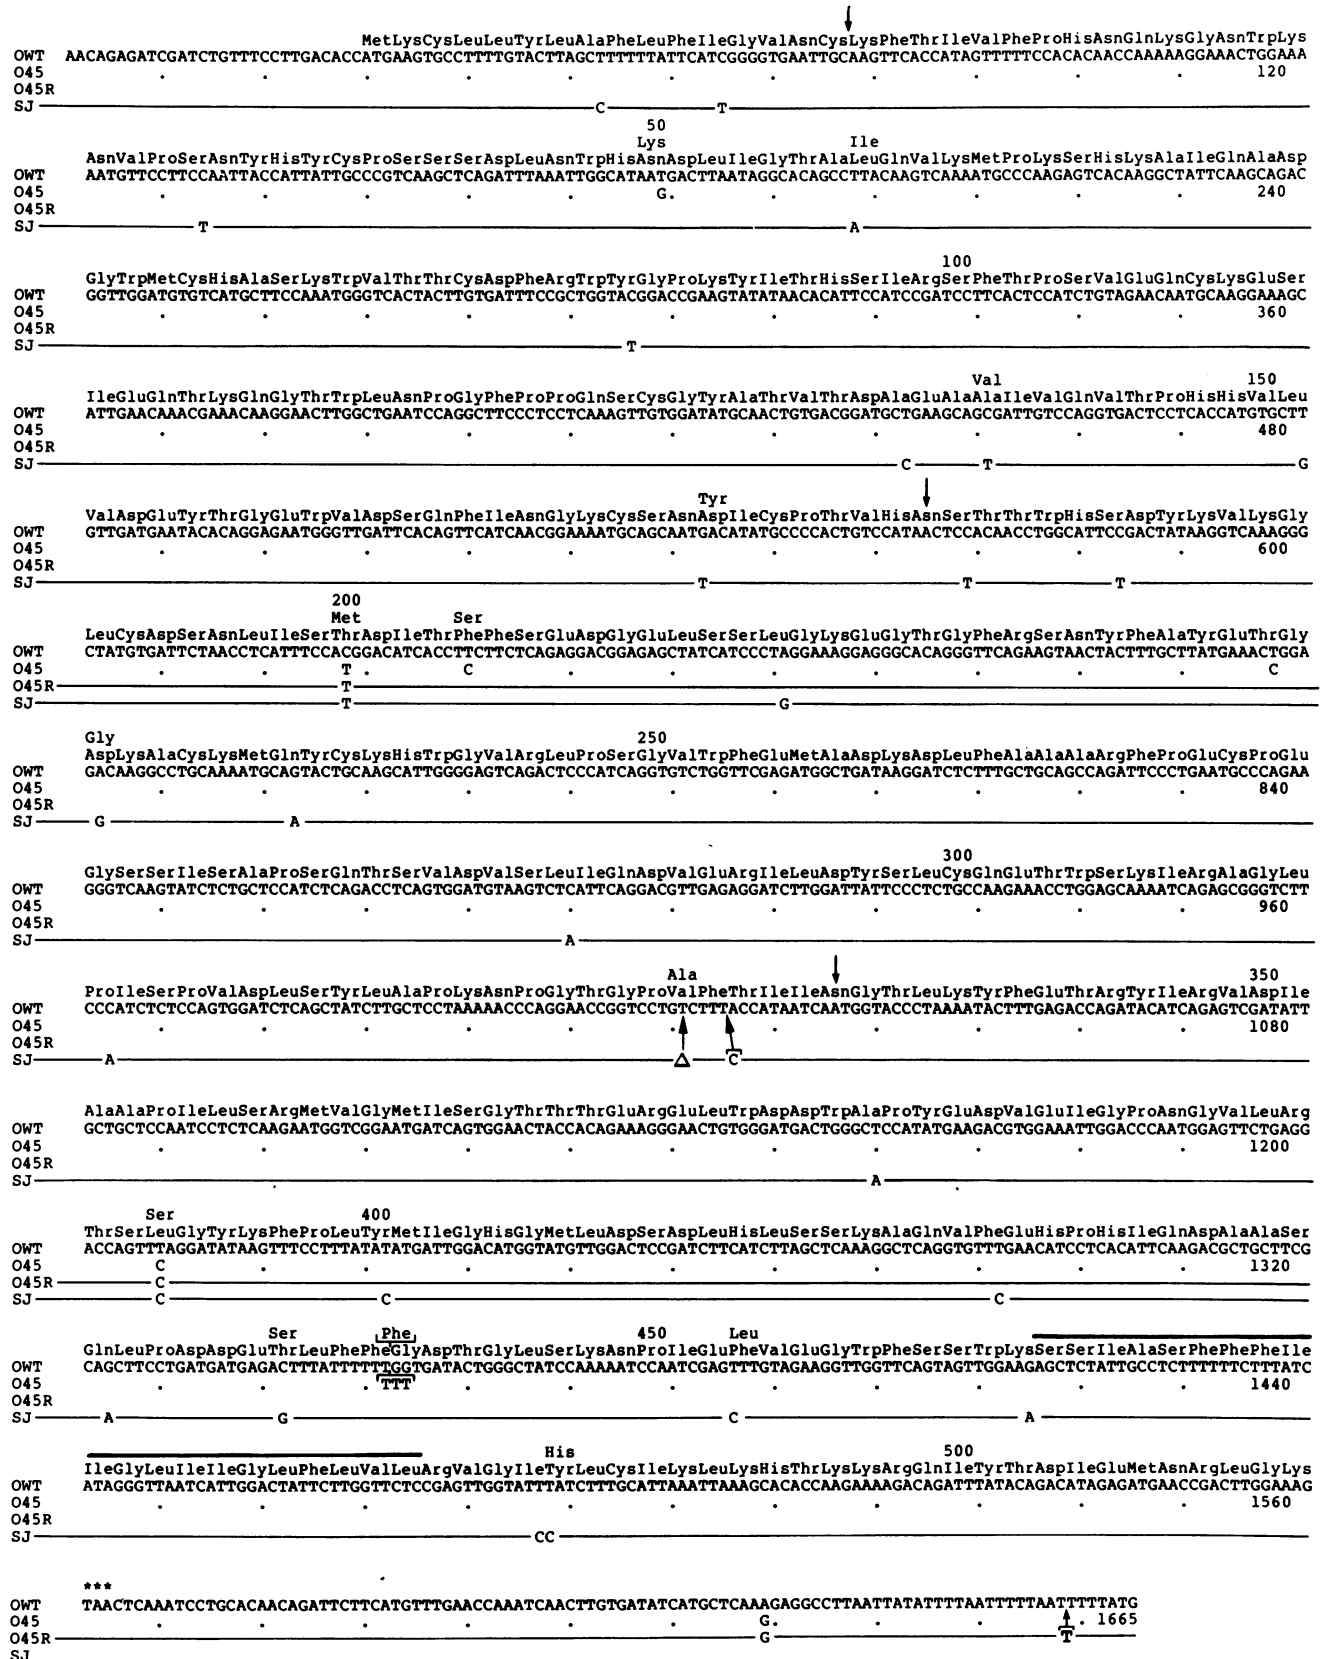 MetLysCysLeuLeuTyrLeuAlaPheLeuPheIleGlyValAsnCysLysPheThrIleValPheProHisAsnGlnLysGlyAsnTrpLys
OWT AACAGAGATCGATCTGTTTCCTTGACACCATGAAGTGCCTTTTGTACTTAGCTTTTTTATTCATCGGGGTGAATTGCAAGTTCACCATAGTTTTTCCACACAACCAAAAAGGAAACTGGAAA
O45 . . . . . . . . . . . 120
O45R
SJ C T
50
Lys Ile
AsnValProSerAsnTyrHisTyrCysProSerSerSerAspLeuAsnTrpHisAsnAspLeuIleGlyThrAlaLeuGlnValLysMetProLysSerHisLysAlaIleGlnAlaAsp
OWT AATGTTCCTTCCAATTACCATTATTGCCCGTCAAGCTCAGATTTAAATTGGCATAATGACTTAATAGGCACAGCCTTACAAGTCAAAATGCCCAAGAGTCACAAGGCTATTCAAGCAGAC
O45 . . . . . G. . . . . . 240
O45R
SJ T A
100
GlyTrpMetCysHisAlaSerLysTrpValThrThrCysAspPheArgTrpTyrGlyProLysTyrIleThrHisSerIleArgSerPheThrProSerValGluGlnCysLysGluSer
OWT GGTTGGATGTGTCATGCTTCCAAATGGGTCACTACTTGTGATTTCCGCTGGTACGGACCGAAGTATATAACACATTCCATCCGATCCTTCACTCCATCTGTAGAACAATGCAAGGAAAGC
O45 . . . . . . . . . . . 360
O45R
SJ T
Val 150
IleGluGlnThrLysGlnGlyThrTrpLeuAsnProGlyPheProProGlnSerCysGlyTyrAlaThrValThrAspAlaGluAlaAlaIleValGlnValThrProHisHisValLeu
OWT ATTGAACAAACGAAACAAGGAACTTGGCTGAATCCAGGCTTCCCTCCTCAAAGTTGTGGATATGCAACTGTGACGGATGCTGAAGCAGCGATTGTCCAGGTGACTCCTCACCATGTGCTT
O45 . . . . . . . . . . . 480
O45R
SJ C T G
Tyr
ValAspGluTyrThrGlyGluTrpValAspSerGlnPheIleAsnGlyLysCysSerAsnAspIleCysProThrValHisAsnSerThrThrTrpHisSerAspTyrLysValLysGly
OWT GTTGATGAATACACAGGAGAATGGGTTGATTCACAGTTCATCAACGGAAAATGCAGCAATGACATATGCCCCACTGTCCATAACTCCACAACCTGGCATTCCGACTATAAGGTCAAAGGG
O45 . . . . . . . . . . . 600
O45R
SJ T T T
200
Met Ser
LeuCysAspSerAsnLeuIleSerThrAspIleThrPhePheSerGluAspGlyGluLeuSerSerLeuGlyLysGluGlyThrGlyPheArgSerAsnTyrPheAlaTyrGluThrGly
OWT CTATGTGATTCTAACCTCATTTCCACGGACATCACCTTCTTCTCAGAGGACGGAGAGCTATCATCCCTAGGAAAGGAGGGCACAGGGTTCAGAAGTAACTACTTTGCTTATGAAACTGGA
O45 . . T . C . . . . . . . . C
O45R T
SJ T G
Gly 250
AspLysAlaCysLysMetGlnTyrCysLysHisTrpGlyValArgLeuProSerGlyValTrpPheGluMetAlaAspLysAspLeuPheAlaAlaAlaArgPheProGluCysProGlu
OWT GACAAGGCCTGCAAAATGCAGTACTGCAAGCATTGGGGAGTCAGACTCCCATCAGGTGTCTGGTTCGAGATGGCTGATAAGGATCTCTTTGCTGCAGCCAGATTCCCTGAATGCCCAGAA
O45 . . . . . . . . . . . 840
O45R
SJ G A
300
GlySerSerIleSerAlaProSerGlnThrSerValAspValSerLeuIleGlnAspValGluArgIleLeuAspTyrSerLeuCysGlnGluThrTrpSerLysIleArgAlaGlyLeu
OWT GGGTCAAGTATCTCTGCTCCATCTCAGACCTCAGTGGATGTAAGTCTCATTCAGGACGTTGAGAGGATCTTGGATTATTCCCTCTGCCAAGAAACCTGGAGCAAAATCAGAGCGGGTCTT
O45 . . . . . . . . . . . 960
O45R
SJ A
Ala 350
ProIleSerProValAspLeuSerTyrLeuAlaProLysAsnProGlyThrGlyProValPheThrIleIleAsnGlyThrLeuLysTyrPheGluThrArgTyrIleArgValAspIle
OWT CCCATCTCTCCAGTGGATCTCAGCTATCTTGCTCCTAAAAACCCAGGAACCGGTCCTGTCTTTACCATAATCAATGGTACCCTAAAATACTTTGAGACCAGATACATCAGAGTCGATATT
O45 . . . . . . . . . . . 1080
O45R
SJ A △ C
AlaAlaProIleLeuSerArgMetValGlyMetIleSerGlyThrThrThrGluArgGluLeuTrpAspAspTrpAlaProTyrGluAspValGluIleGlyProAsnGlyValLeuArg
OWT GCTGCTCCAATCCTCTCAAGAATGGTCGGAATGATCAGTGGAACTACCACAGAAAGGGAACTGTGGGATGACTGGGCTCCATATGAAGACGTGGAAATTGGACCCAATGGAGTTCTGAGG
O45 . . . . . . . . . . . 1200
O45R
SJ A
Ser 400
ThrSerLeuGlyTyrLysPheProLeuTyrMetIleGlyHisGlyMetLeuAspSerAspLeuHisLeuSerSerLysAlaGlnValPheGluHisProHisIleGlnAspAlaAlaSer
OWT ACCAGTTTAGGATATAAGTTTCCTTTATATATGATTGGACATGGTATGTTGGACTCCGATCTTCATCTTAGCTCAAAGGCTCAGGTGTTTGAACATCCTCACATTCAAGACGCTGCTTCG
O45 C . . . . . . . . . . 1320
O45R C
SJ C C C
Ser Phe 450 Leu
GlnLeuProAspAspGluThrLeuPhePheGlyAspThrGlyLeuSerLysAsnProIleGluPheValGluGlyTrpPheSerSerTrpLysSerSerIleAlaSerPhePhePheIle
OWT CAGCTTCCTGATGATGAGACTTTATTTTTTGGTGATACTGGGCTATCCAAAAATCCAATCGAGTTTGTAGAAGGTTGGTTCAGTAGTTGGAAGAGCTCTATTGCCTCTTTTTTCTTTATC
O45 . . . TTT . . . . . . . . 1440
O45R
SJ A G C A
His 500
IleGlyLeuIleIleGlyLeuPheLeuValLeuArgValGlyIleTyrLeuCysIleLysLeuLysHisThrLysLysArgGlnIleTyrThrAspIleGluMetAsnArgLeuGlyLys
OWT ATAGGGTTAATCATTGGACTATTCTTGGTTCTCCGAGTTGGTATTTATCTTTGCATTAAATTAAAGCACACCAAGAAAAGACAGATTTATACAGACATAGAGATGAACCGACTTGGAAAG
O45 . . . . . . . . . . . 1560
O45R
SJ CC
***
OWT TAACTCAAATCCTGCACAACAGATTCTTCATGTTTGAACCAAATCAACTTGTGATATCATGCTCAAAGAGGCCTTAATTATATTTTAATTTTTAATTTTTATG
O45 . . . . . . G. . . . 1665
O45R G T
SJ